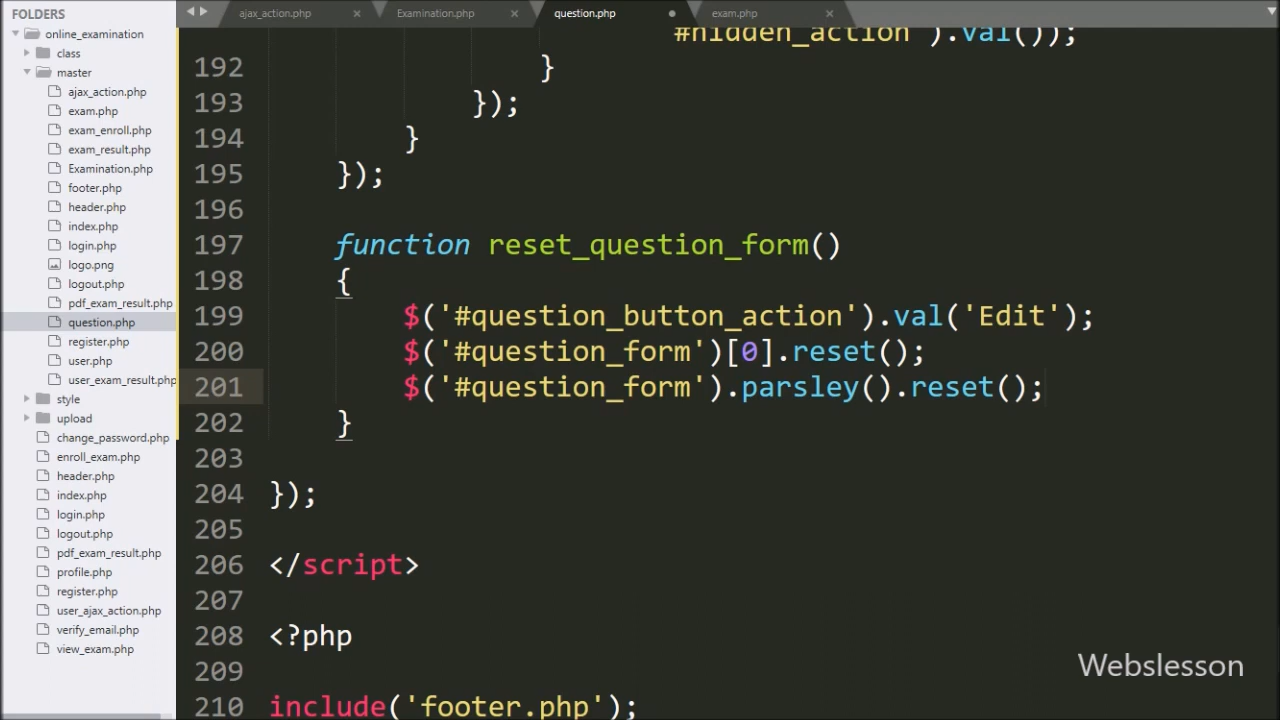 FOLDERS
online_examination
class
master
ajax_action.php
exam.php
exam_enroll.php
exam_result.php
Examination.php
footer.php
header.php
index.php
login.php
logo.png
logout.php
pdf_exam_result.php
question.php
register.php
user.php
user_exam_result.php
style
upload
change_password.php
enroll_exam.php
header.php
index.php
login.php
logout.php
pdf_exam_result.php
profile.php
register.php
user_ajax_action.php
verify_email.php
view_exam.php
ajax_action.php × Examination.php × question.php exam.php ×
#hidden_action').val());
192 }
193 });
194 }
195 });
196
197 function reset_question_form()
198 {
199 $('#question_button_action').val('Edit');
200 $('#question_form')[0].reset();
201 $('#question_form').parsley().reset();
202 }
203
204 });
205
206 </script>
207
208 <?php
209
210 include('footer.php');
Webslesson